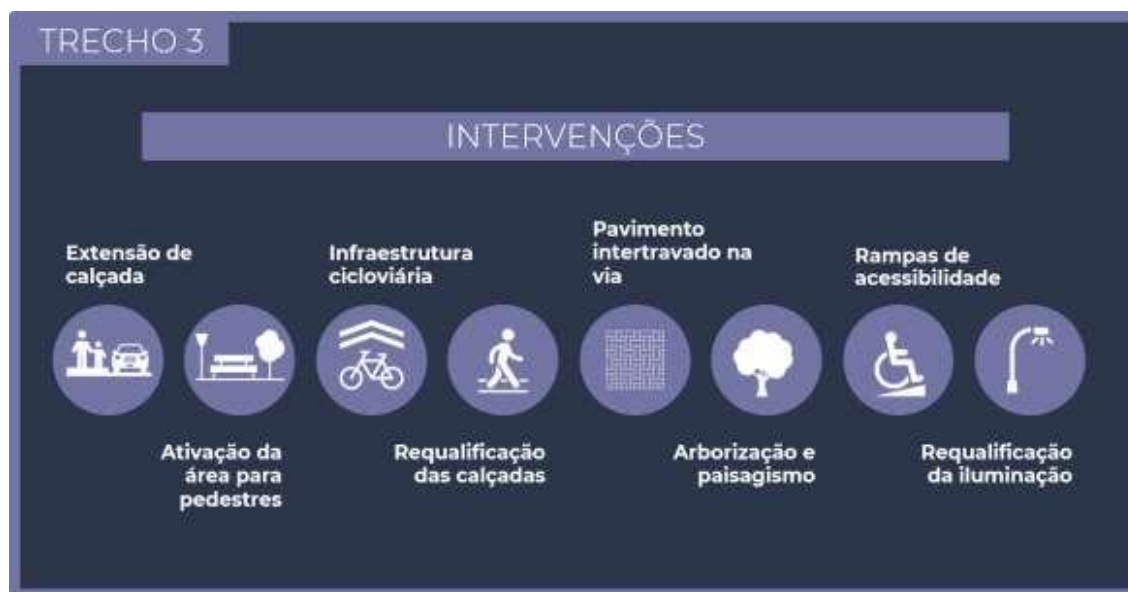 TRECHO 3
INTERVENÇÕES
Extensão de
calçada
Ativação da
área para
pedestres
Infraestrutura
cicloviária
Requalificação
das calçadas
Pavimento
intertravado na
via
Arborização e
paisagismo
Rampas de
acessibilidade
Requalificação
da iluminação